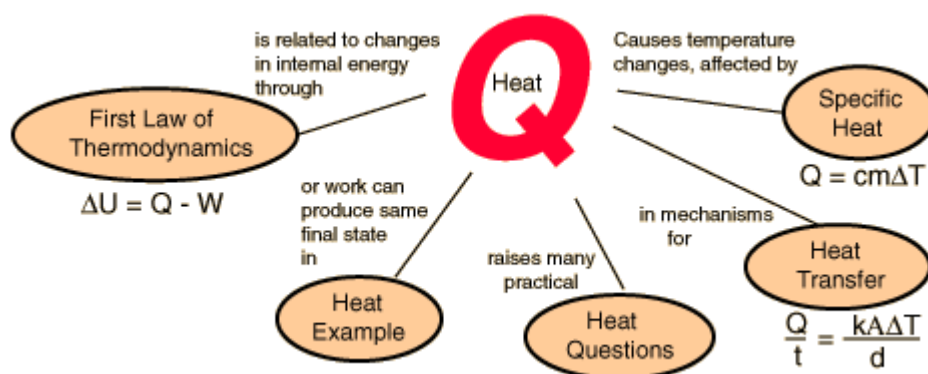 is related to changes
in internal energy
through
Q
Heat
Causes temperature
changes, affected by
First Law of
Thermodynamics
ΔU = Q - W
Specific
Heat
Q = cmΔT
or work can
produce same
final state
in
Heat
Example
raises many
practical
Heat
Questions
in mechanisms
for
Heat
Transfer
Q/t = kAΔT/d